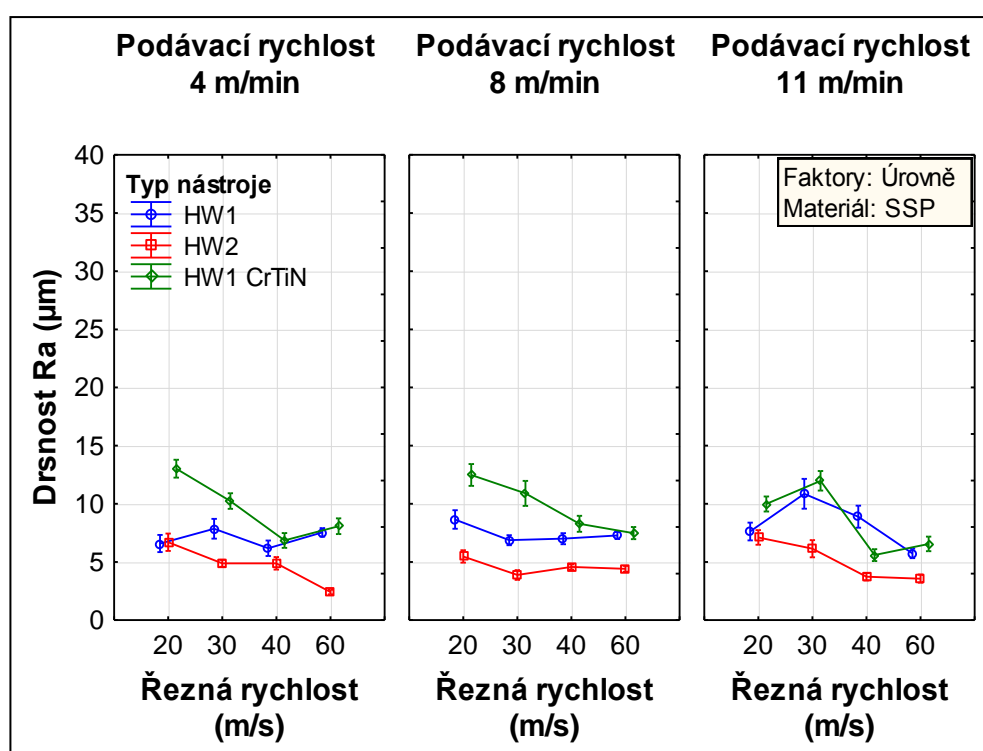 Podávací rychlost
4 m/min
Podávací rychlost
8 m/min
Podávací rychlost
11 m/min
Drsnost Ra (µm)
40
35
30
25
20
15
10
5
0
Typ nástroje
HW1
HW2
HW1 CrTiN
Faktory: Úrovně
Materiál: SSP
20 30 40 60
20 30 40 60
20 30 40 60
Řezná rychlost
(m/s)
Řezná rychlost
(m/s)
Řezná rychlost
(m/s)